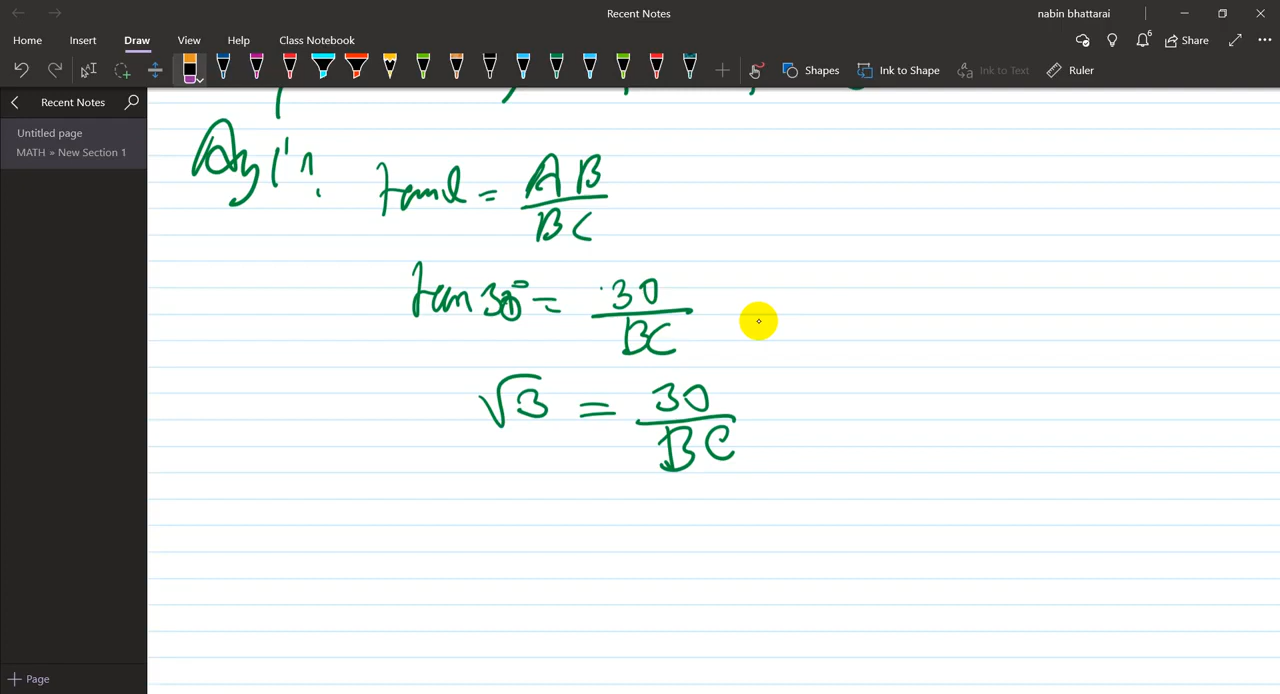 Recent Notes
nabin bhattarai
Home Insert Draw View Help Class Notebook
6 Share
Shapes Ink to Shape Ink to Text Ruler
Recent Notes
Untitled page
MATH » New Section 1
= AB
BC
tan 30° = 30
BC
√3 = 30
BC
Page